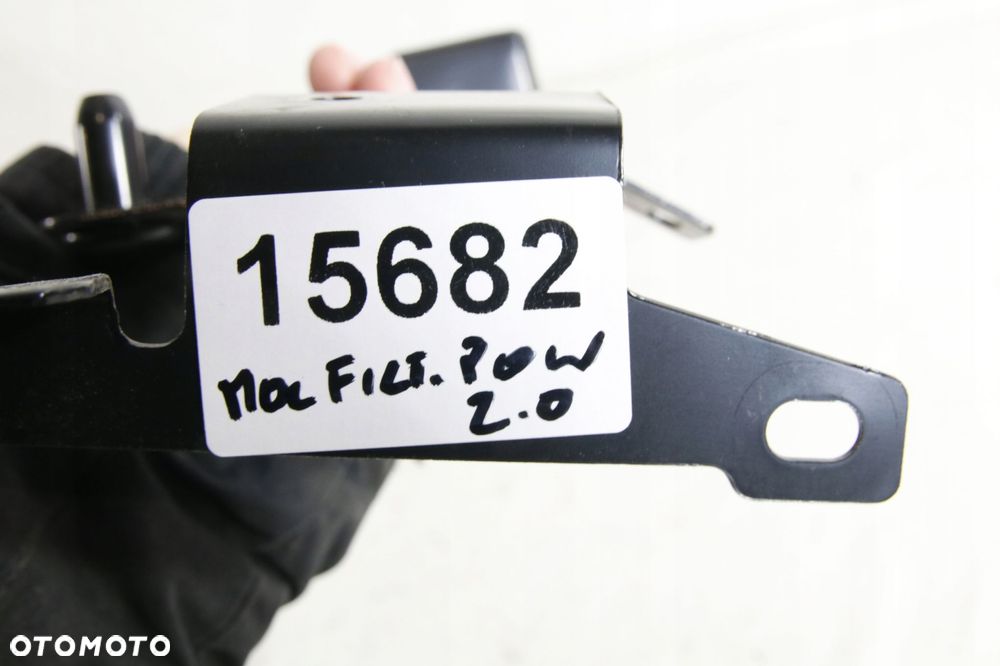 15682
MOC FILT. POW
2.0
OTOMOTO